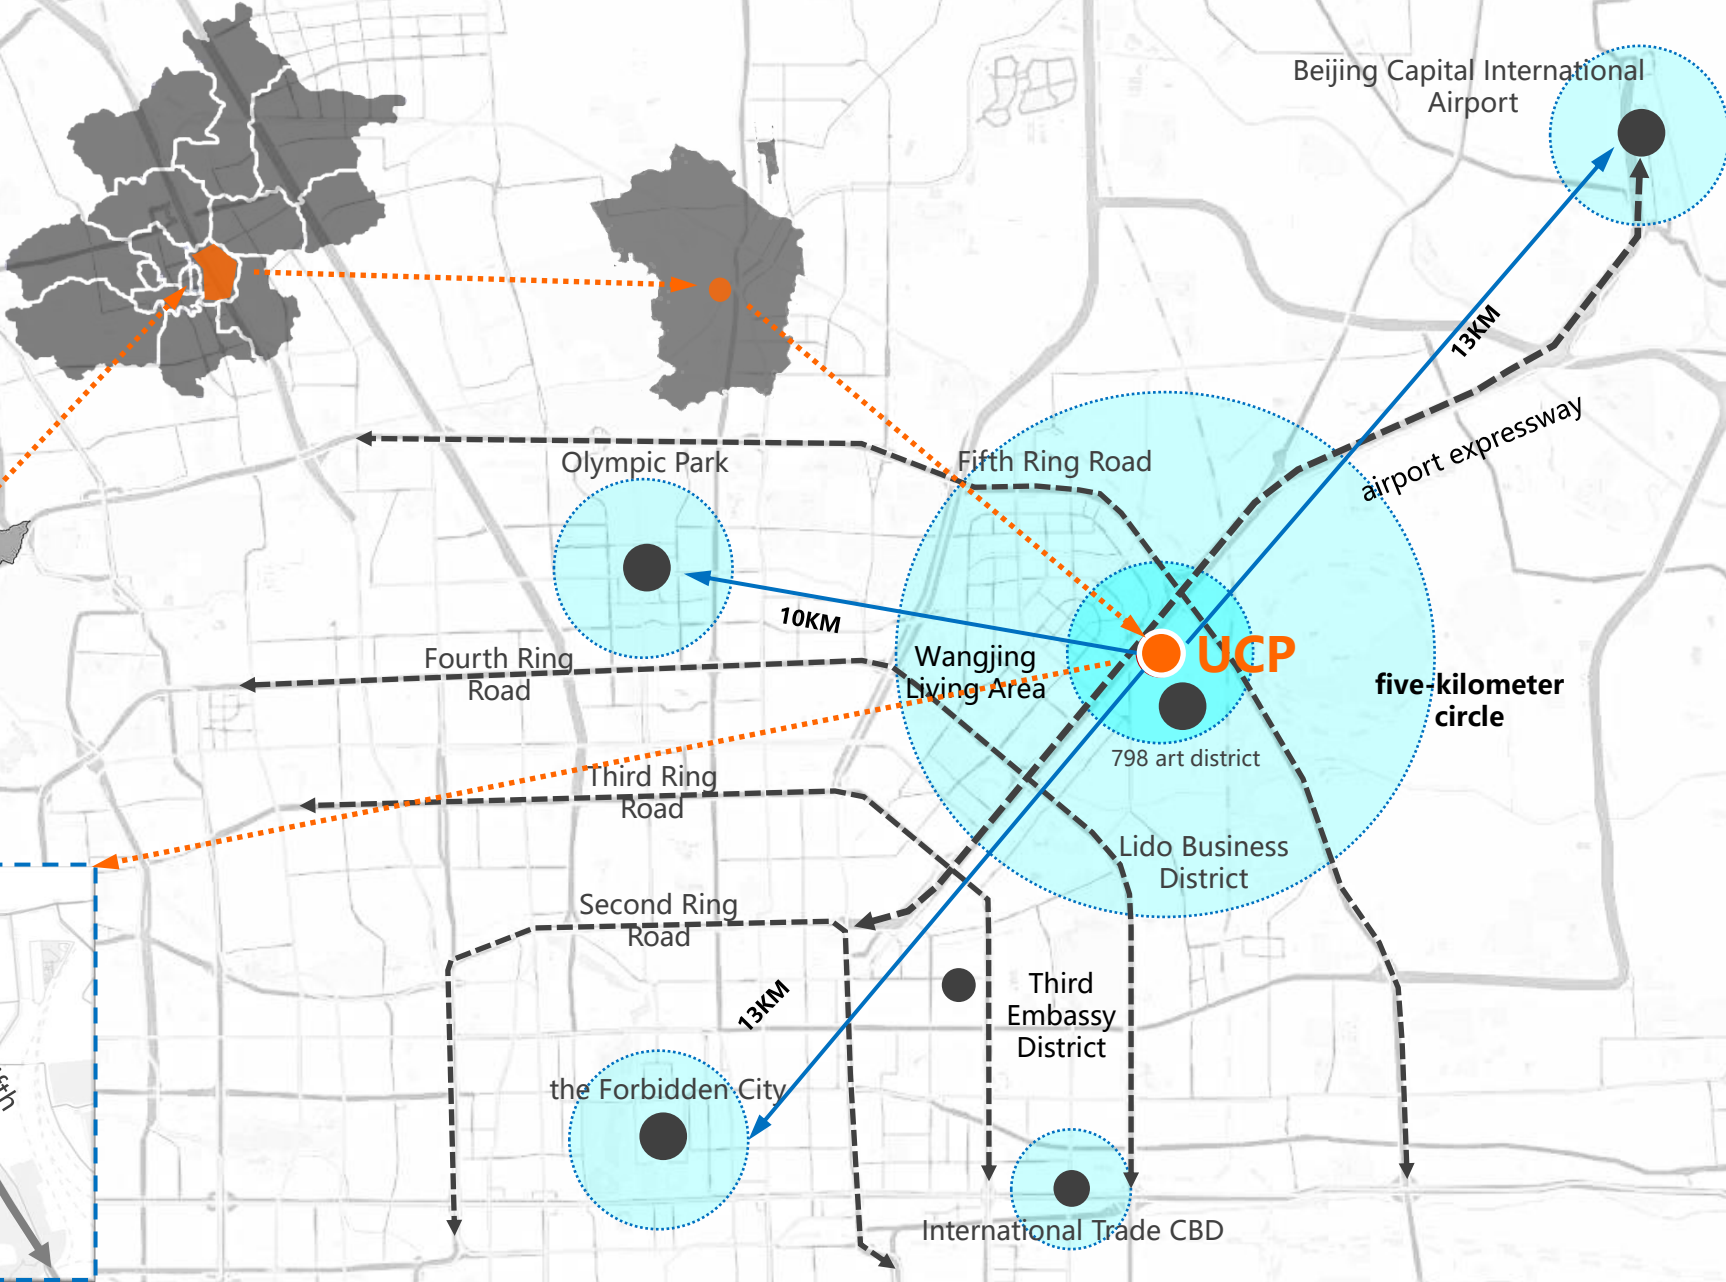 Beijing Capital International
Airport
13KM
airport expressway
Olympic Park
Fifth Ring Road
10KM
Fourth Ring
Road
Wangjing
Living Area
UCP
five-kilometer
circle
798 art district
Third Ring
Road
Lido Business
District
Second Ring
Road
13KM
Third
Embassy
District
the Forbidden City
International Trade CBD